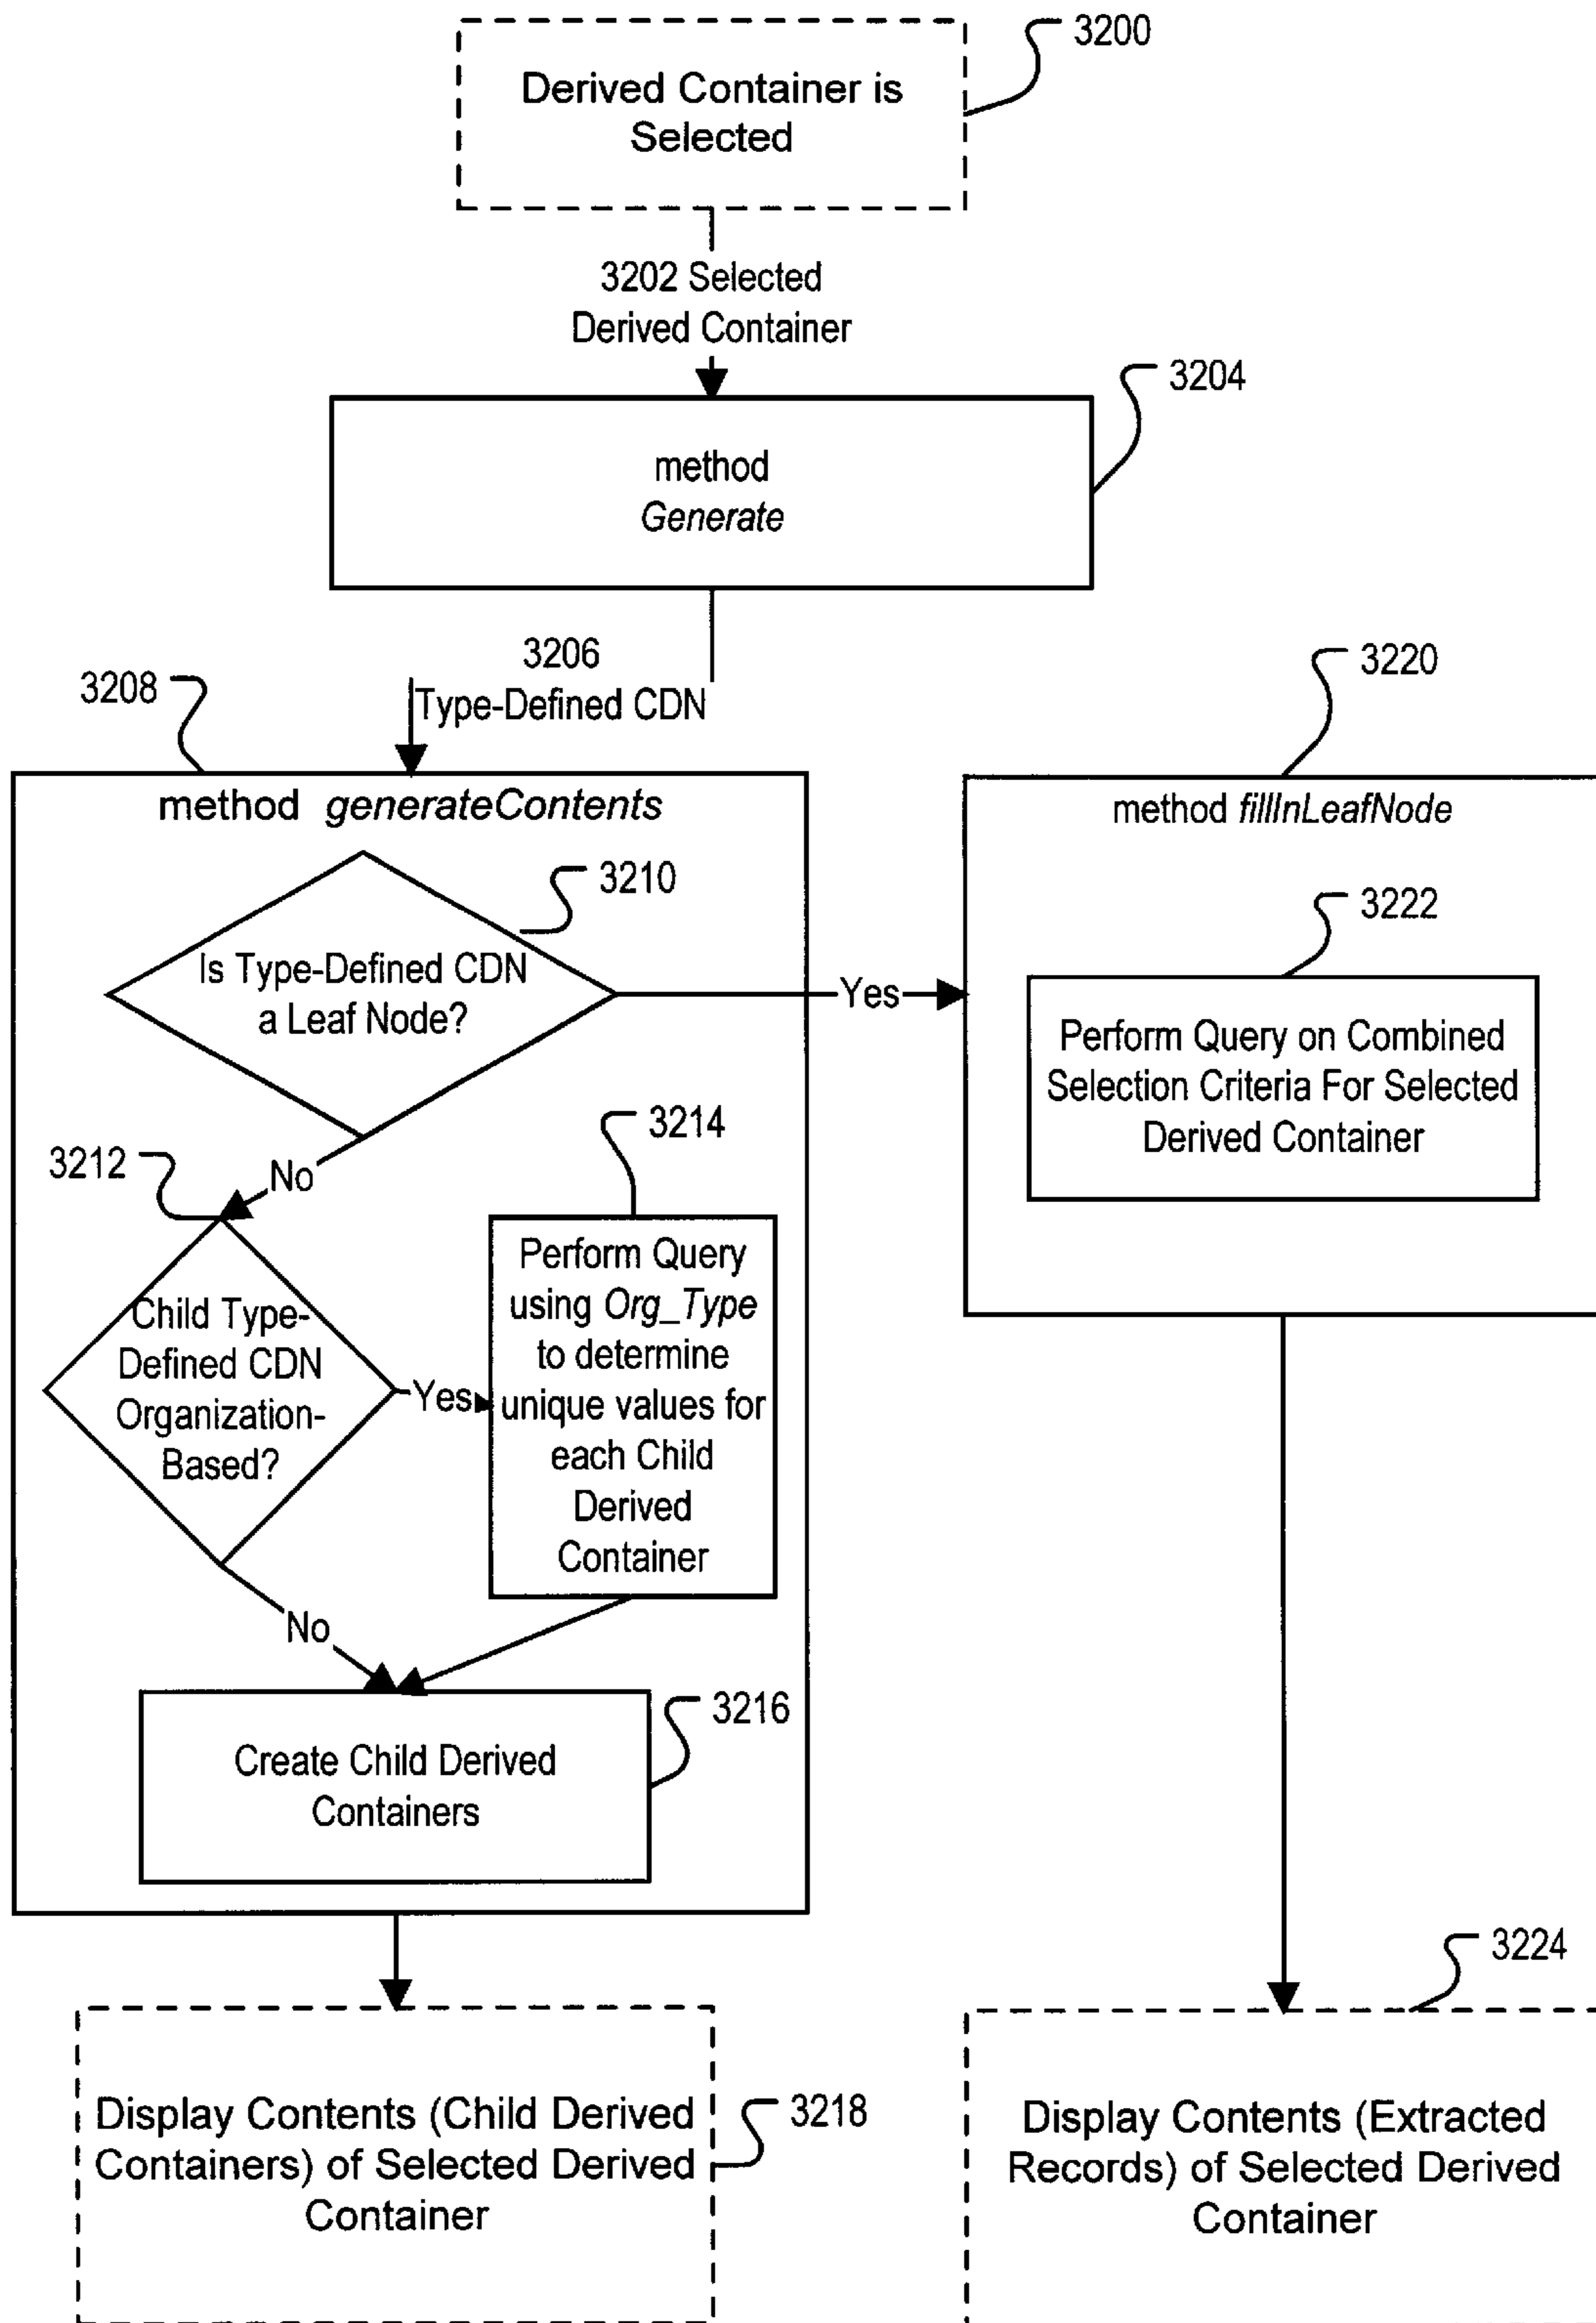 3200
Derived Container is
Selected
3202 Selected
Derived Container
3204
method
Generate
3206
Type-Defined CDN
3208
method generateContents
3210
Is Type-Defined CDN
a Leaf Node?
Yes
No
3212
Child Type-
Defined CDN
Organization-
Based?
Yes
No
3214
Perform Query
using Org_Type
to determine
unique values for
each Child
Derived
Container
3216
Create Child Derived
Containers
3218
Display Contents (Child Derived
Containers) of Selected Derived
Container
3220
method fillInLeafNode
3222
Perform Query on Combined
Selection Criteria For Selected
Derived Container
3224
Display Contents (Extracted
Records) of Selected Derived
Container